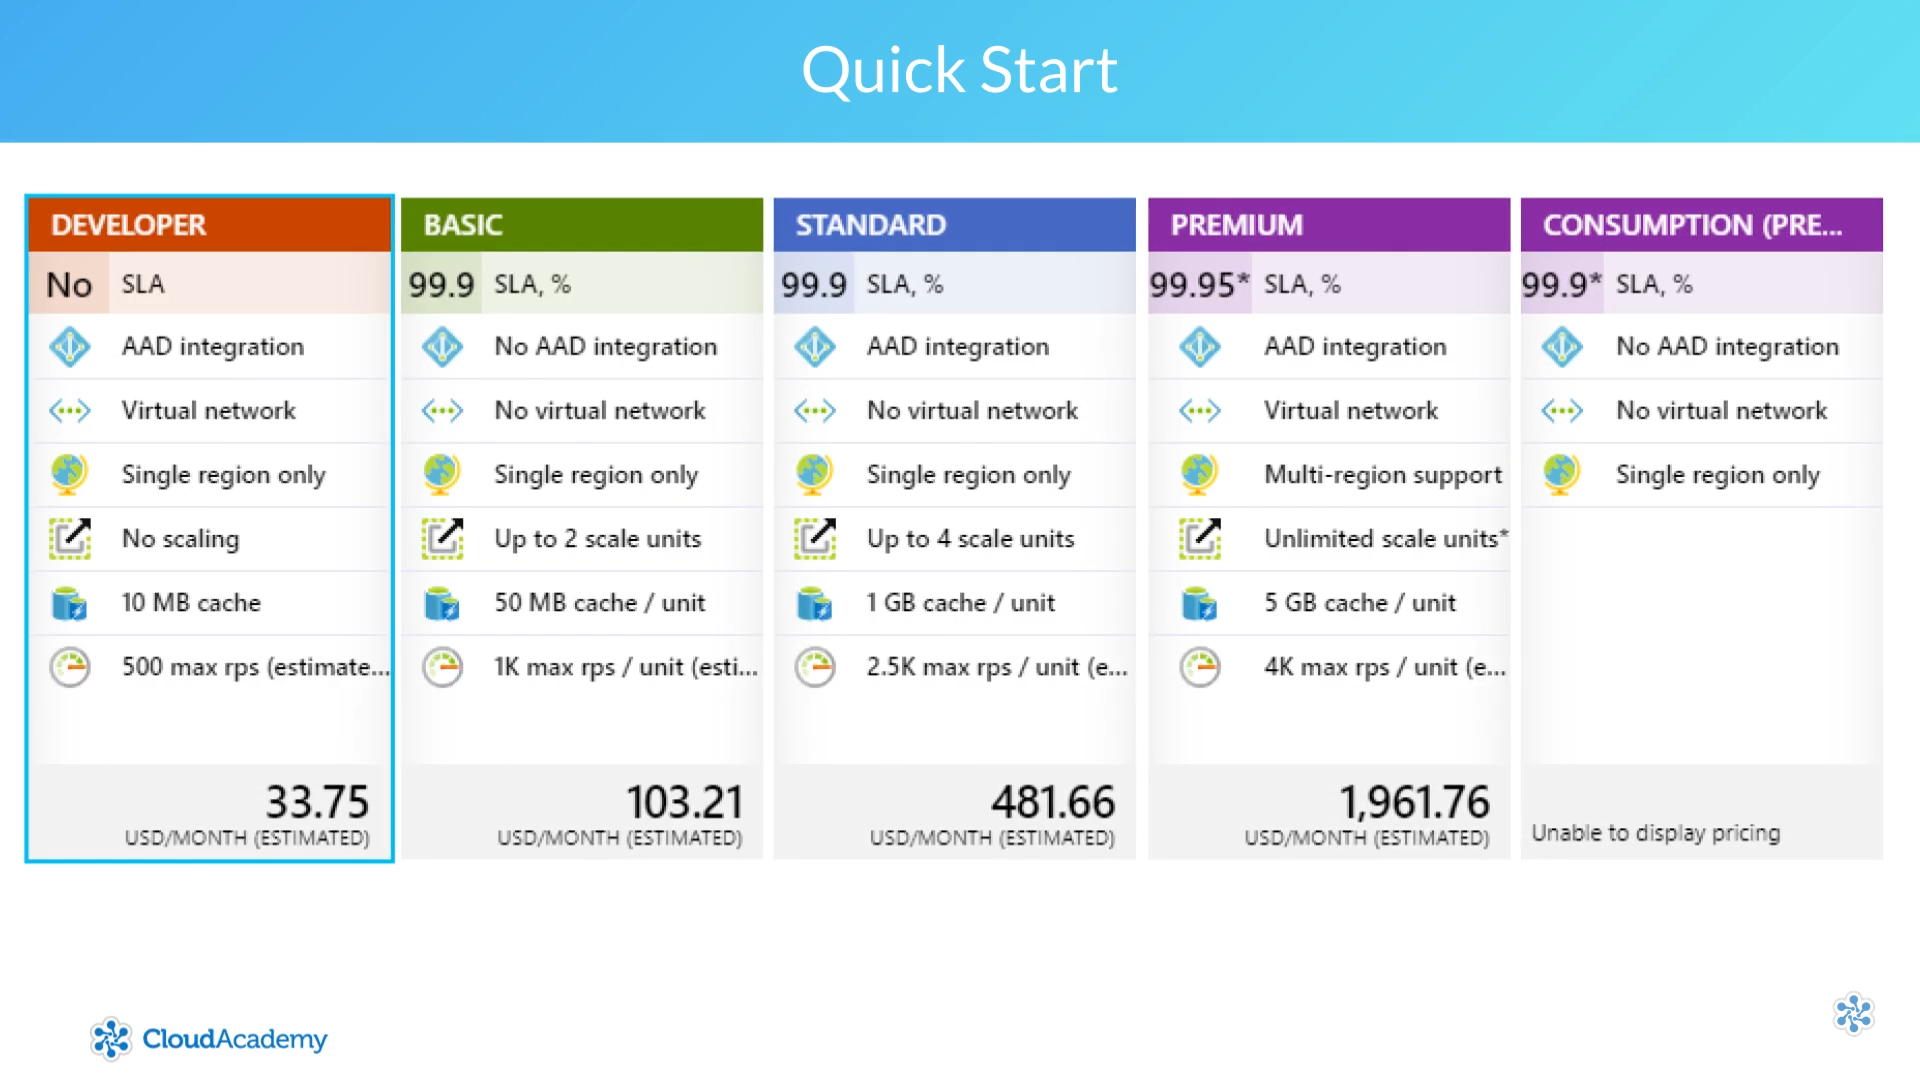 Quick Start
DEVELOPER
No SLA
AAD integration
Virtual network
Single region only
No scaling
10 MB cache
500 max rps (estimate...
33.75
USD/MONTH (ESTIMATED)
BASIC
99.9 SLA, %
No AAD integration
No virtual network
Single region only
Up to 2 scale units
50 MB cache / unit
1K max rps / unit (esti...
103.21
USD/MONTH (ESTIMATED)
STANDARD
99.9 SLA, %
AAD integration
No virtual network
Single region only
Up to 4 scale units
1 GB cache / unit
2.5K max rps / unit (e...
481.66
USD/MONTH (ESTIMATED)
PREMIUM
99.95* SLA, %
AAD integration
Virtual network
Multi-region support
Unlimited scale units*
5 GB cache / unit
4K max rps / unit (e...
1,961.76
USD/MONTH (ESTIMATED)
CONSUMPTION (PRE...
99.9* SLA, %
No AAD integration
No virtual network
Single region only
Unable to display pricing
CloudAcademy